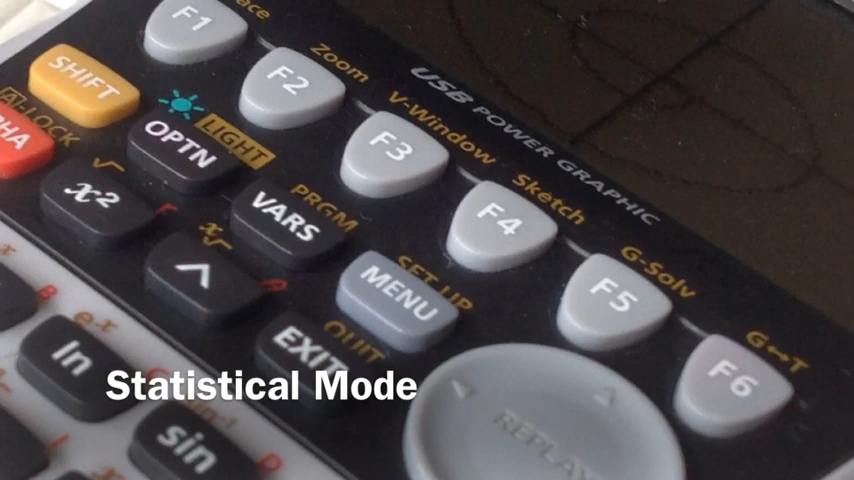 F1
Zoom
F2
SHIFT
V-Window
USB POWER GRAPHIC
A-LOCK
LIGHT
F3
OPTN
Sketch
√
PRGM
F4
x²
VARS
G-Solv
r
x√
SET UP
F5
^
MENU
G↔T
B
QUIT
F6
EXIT
ln
Statistical Mode
sin
REPLAY
D